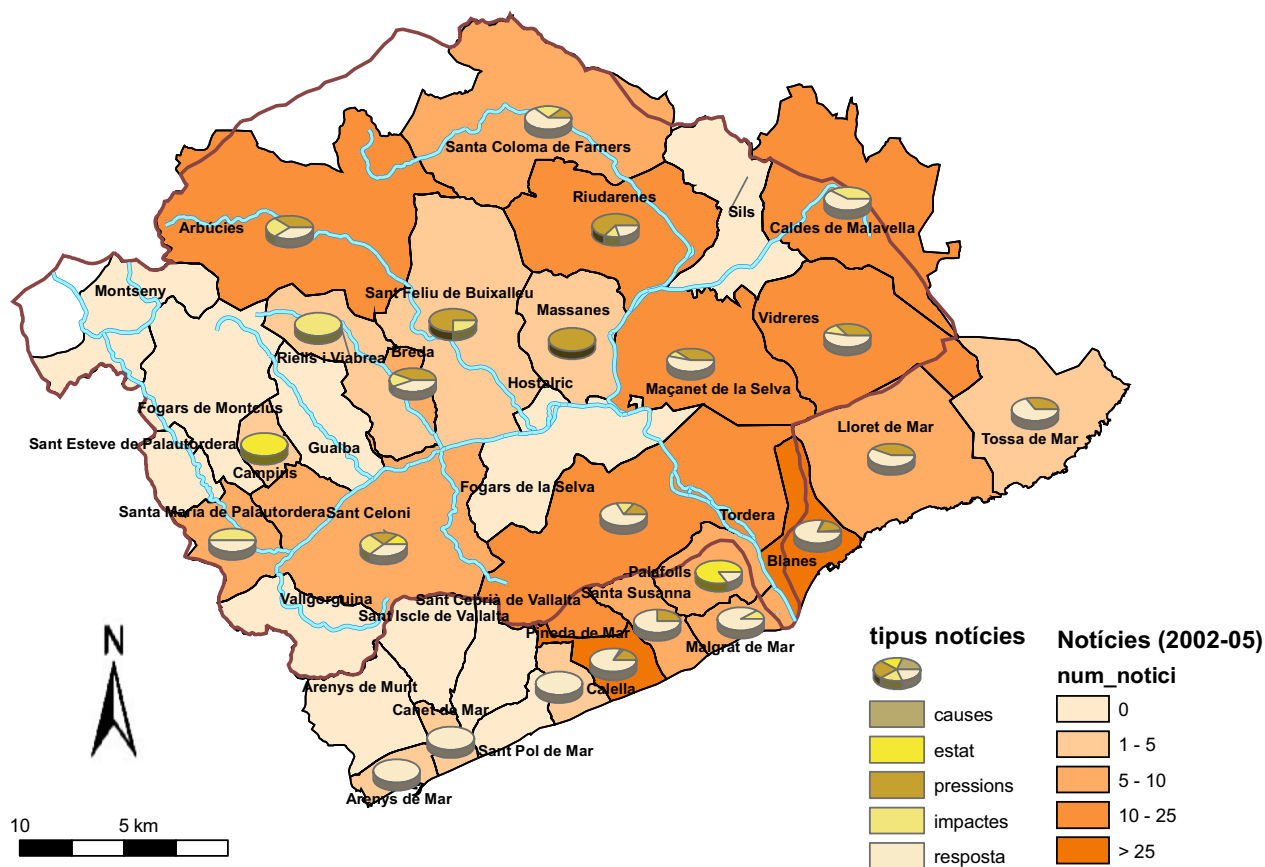 Santa Coloma de Farners
Riudarenes
Sils
Arbúcies
Caldes de Malavella
Montseny
Sant Feliu de Buixalleu
Massanes
Vidreres
Riells i Viabrea
Breda
Hostalric
Maçanet de la Selva
Fogars de Montclús
Lloret de Mar
Sant Esteve de Palautordera
Gualba
Tossa de Mar
Campins
Fogars de la Selva
Santa Maria de Palautordera
Sant Celoni
Tordera
Blanes
Palafolls
Vallgorguina
Sant Cebrià de Vallalta
Santa Susanna
Sant Iscle de Vallalta
Pineda de Mar
Malgrat de Mar
Arenys de Munt
Calella
Canet de Mar
Sant Pol de Mar
Arenys de Mar
N
10 5 km
tipus notícies
causes
estat
pressions
impactes
resposta
Notícies (2002-05)
num_notici
0
1 - 5
5 - 10
10 - 25
> 25